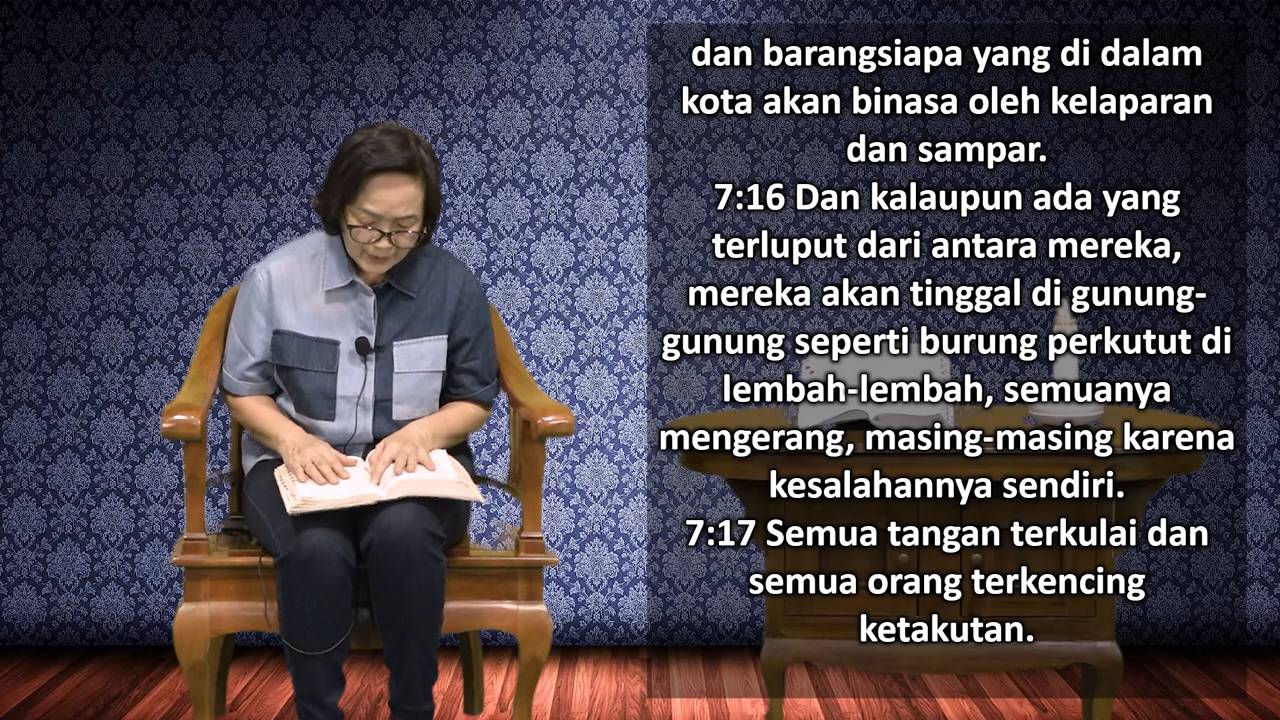 dan barangsiapa yang di dalam
kota akan binasa oleh kelaparan
dan sampar.
7:16 Dan kalaupun ada yang
terluput dari antara mereka,
mereka akan tinggal di gunung-
gunung seperti burung perkutut di
lembah-lembah, semuanya
mengerang, masing-masing karena
kesalahannya sendiri.
7:17 Semua tangan terkulai dan
semua orang terkencing
ketakutan.